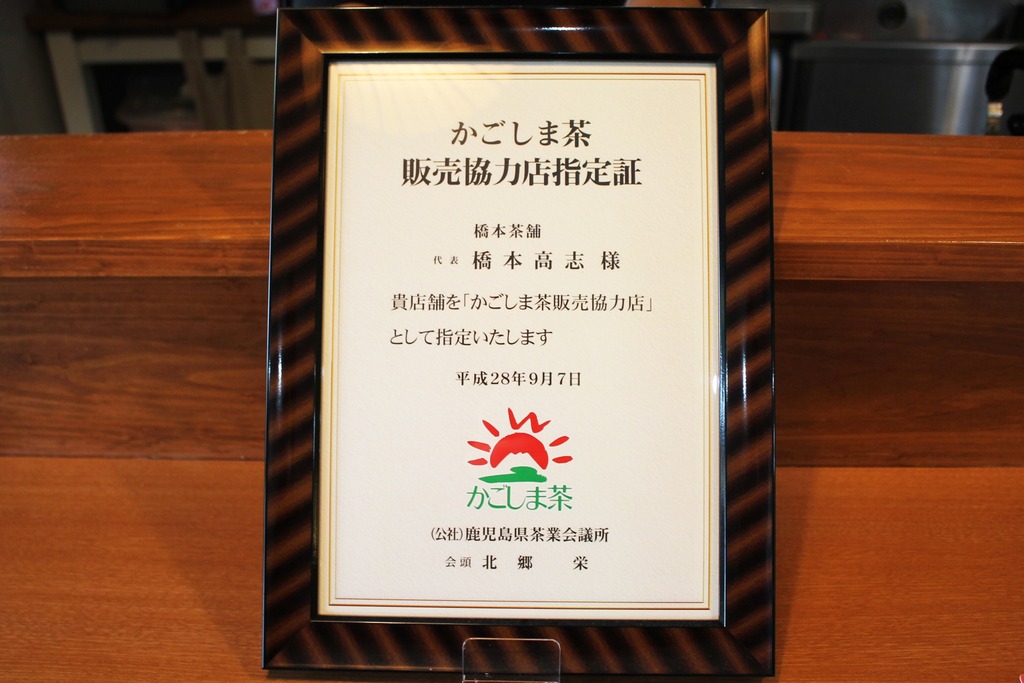 かごしま茶
販売協力店指定証
橋本茶舗
代表 橋本高志様
貴店舗を「かごしま茶販売協力店」
として指定いたします
平成28年9月7日
かごしま茶
(公社)鹿児島県茶業会議所
会頭 北郷 栄